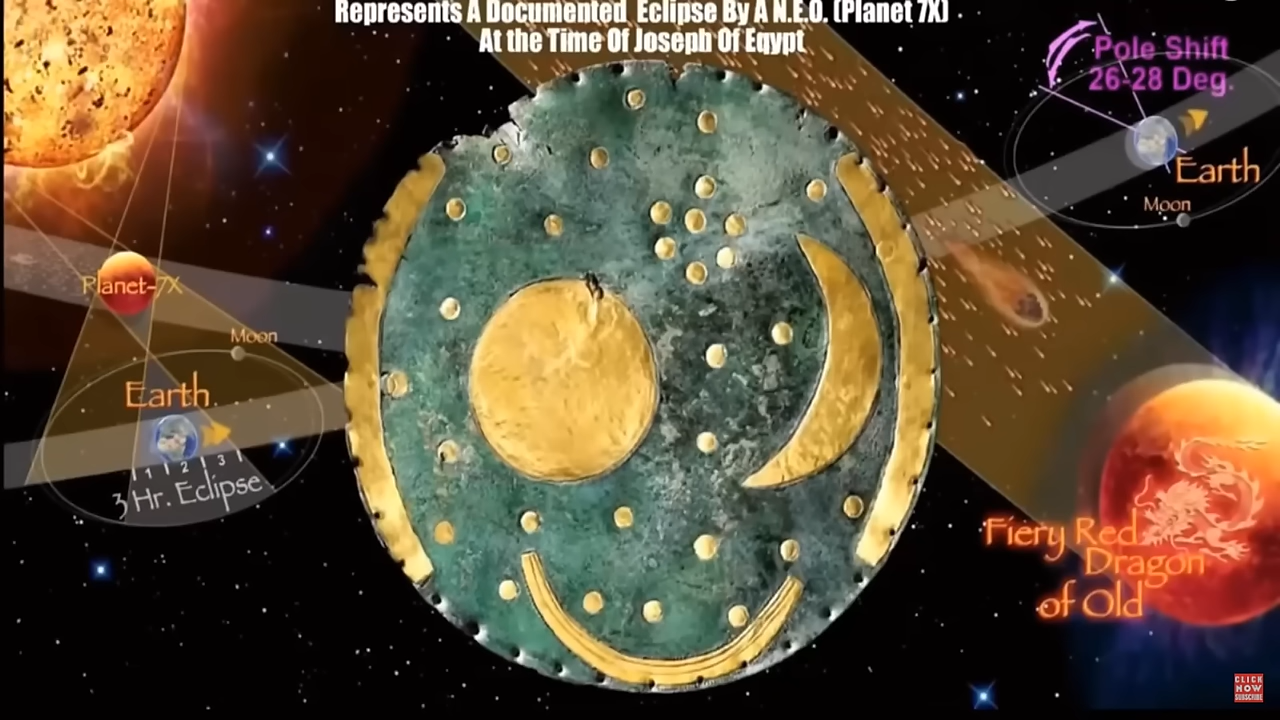 Represents A Documented Eclipse By A N.E.O. (Planet 7X)
At the Time Of Joseph Of Egypt
Pole Shift
26-28 Deg.
Earth
Moon
Planet-7X
Moon
Earth
1 2 3
3 Hr. Eclipse
Fiery Red
Dragon
of Old
CLICK
NOW
SUBSCRIBE